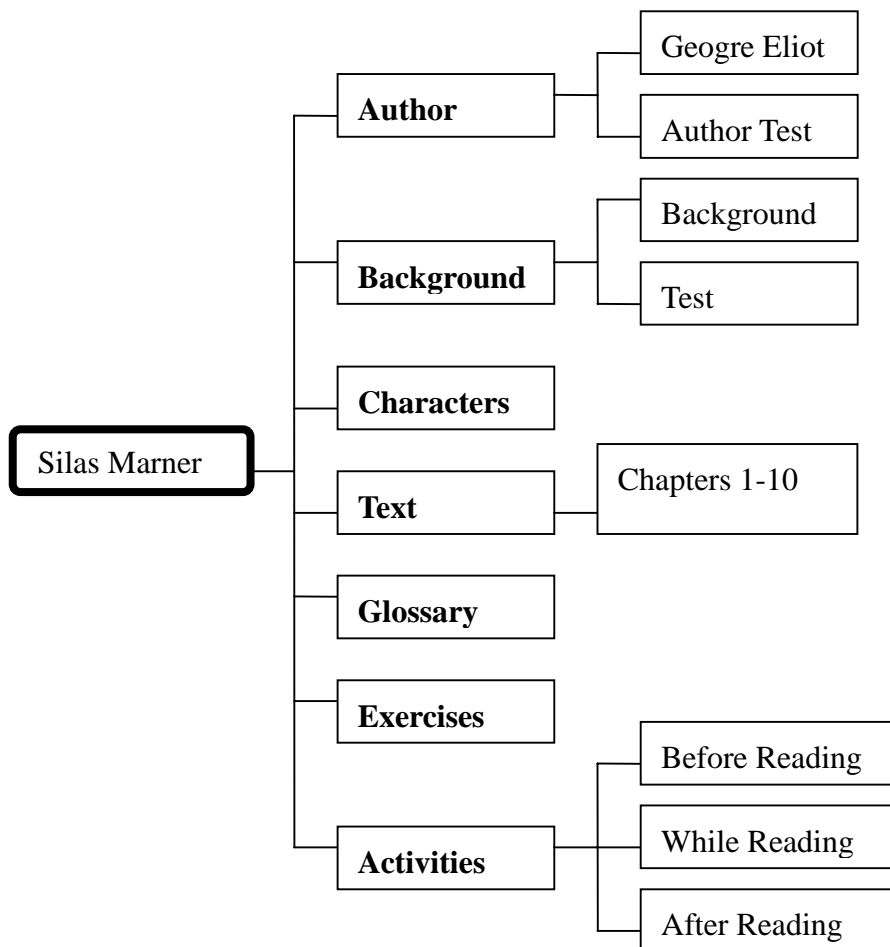 Geogre Eliot
Author
Author Test
Background
Background
Test
Characters
Silas Marner
Chapters 1-10
Text
Glossary
Exercises
Before Reading
While Reading
Activities
After Reading